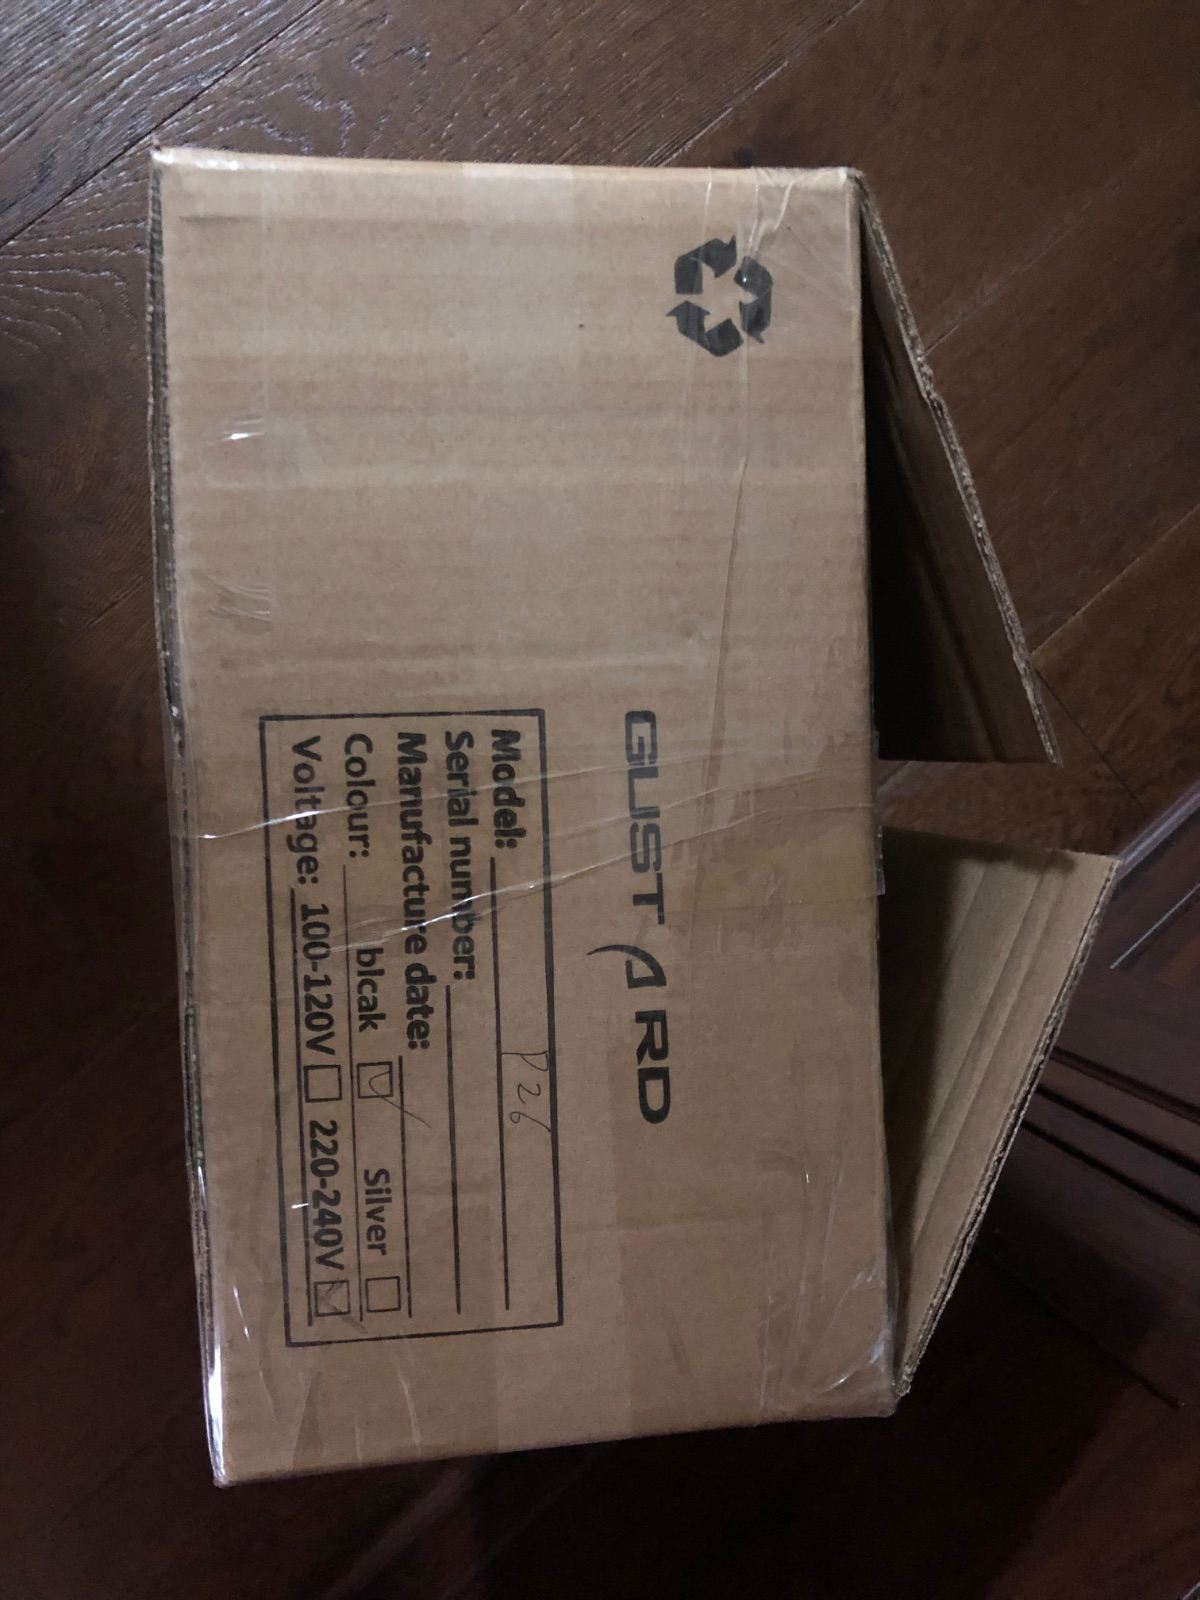 GUSTARD
Model: P26
Serial number:
Manufacture date:
Colour: blcak ☑ Silver ☐
Voltage: 100-120V ☐ 220-240V ☑